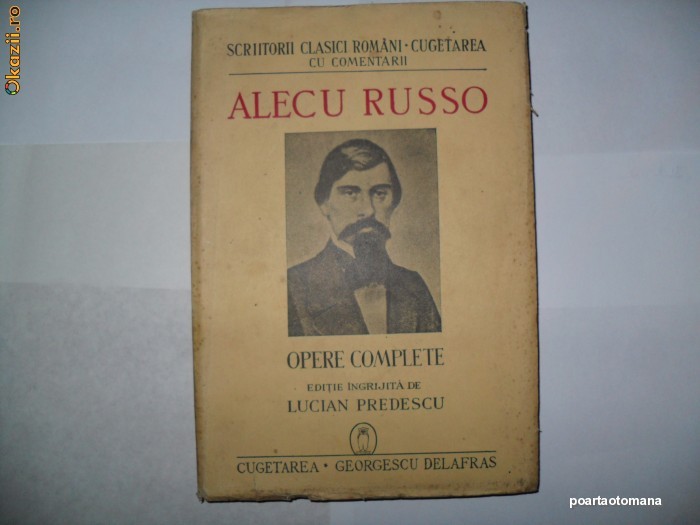 Okazii.ro
SCRIITORII CLASICI ROMÂNI · CUGETAREA
CU COMENTARII
ALECU RUSSO
OPERE COMPLETE
EDIȚIE ÎNGRIJITĂ DE
LUCIAN PREDESCU
CUGETAREA · GEORGESCU DELAFRAS
poartaotomana